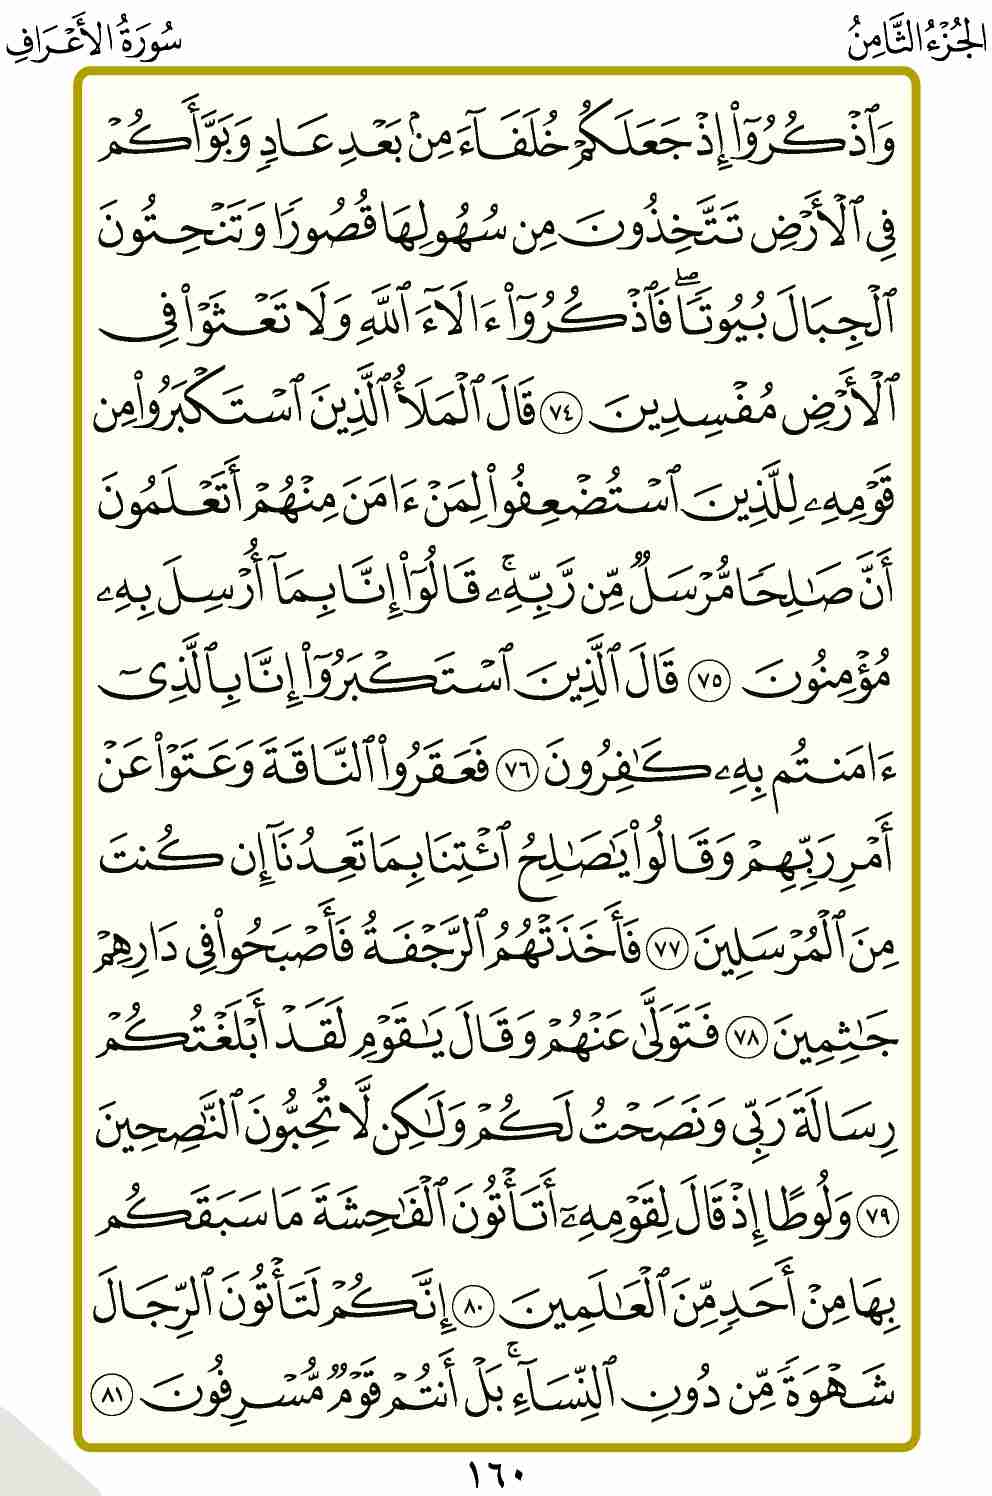 الجُزْءُ الثَّامِنُ
سُورَةُ الأَعْرَافِ
وَٱذْكُرُوٓا۟ إِذْ جَعَلَكُمْ خُلَفَآءَ مِنۢ بَعْدِ عَادٍ وَبَوَّأَكُمْ
فِى ٱلْأَرْضِ تَتَّخِذُونَ مِن سُهُولِهَا قُصُورًا وَتَنْحِتُونَ
ٱلْجِبَالَ بُيُوتًا ۖ فَٱذْكُرُوٓا۟ ءَالَآءَ ٱللَّهِ وَلَا تَعْثَوْا۟ فِى
ٱلْأَرْضِ مُفْسِدِينَ ٧٤ قَالَ ٱلْمَلَأُ ٱلَّذِينَ ٱسْتَكْبَرُوا۟ مِن
قَوْمِهِۦ لِلَّذِينَ ٱسْتُضْعِفُوا۟ لِمَنْ ءَامَنَ مِنْهُمْ أَتَعْلَمُونَ
أَنَّ صَٰلِحًا مُّرْسَلٌ مِّن رَّبِّهِۦ ۚ قَالُوٓا۟ إِنَّا بِمَآ أُرْسِلَ بِهِۦ
مُؤْمِنُونَ ٧٥ قَالَ ٱلَّذِينَ ٱسْتَكْبَرُوٓا۟ إِنَّا بِٱلَّذِىٓ
ءَامَنتُم بِهِۦ كَٰفِرُونَ ٧٦ فَعَقَرُوا۟ ٱلنَّاقَةَ وَعَتَوْا۟ عَنْ
أَمْرِ رَبِّهِمْ وَقَالُوا۟ يَٰصَٰلِحُ ٱئْتِنَا بِمَا تَعِدُنَآ إِن كُنتَ
مِنَ ٱلْمُرْسَلِينَ ٧٧ فَأَخَذَتْهُمُ ٱلرَّجْفَةُ فَأَصْبَحُوا۟ فِى دَارِهِمْ
جَٰثِمِينَ ٧٨ فَتَوَلَّىٰ عَنْهُمْ وَقَالَ يَٰقَوْمِ لَقَدْ أَبْلَغْتُكُمْ
رِسَالَةَ رَبِّى وَنَصَحْتُ لَكُمْ وَلَٰكِن لَّا تُحِبُّونَ ٱلنَّٰصِحِينَ
٧٩ وَلُوطًا إِذْ قَالَ لِقَوْمِهِۦٓ أَتَأْتُونَ ٱلْفَٰحِشَةَ مَا سَبَقَكُم
بِهَا مِنْ أَحَدٍ مِّنَ ٱلْعَٰلَمِينَ ٨٠ إِنَّكُمْ لَتَأْتُونَ ٱلرِّجَالَ
شَهْوَةً مِّن دُونِ ٱلنِّسَآءِ ۚ بَلْ أَنتُمْ قَوْمٌ مُّسْرِفُونَ ٨١
١٦٠